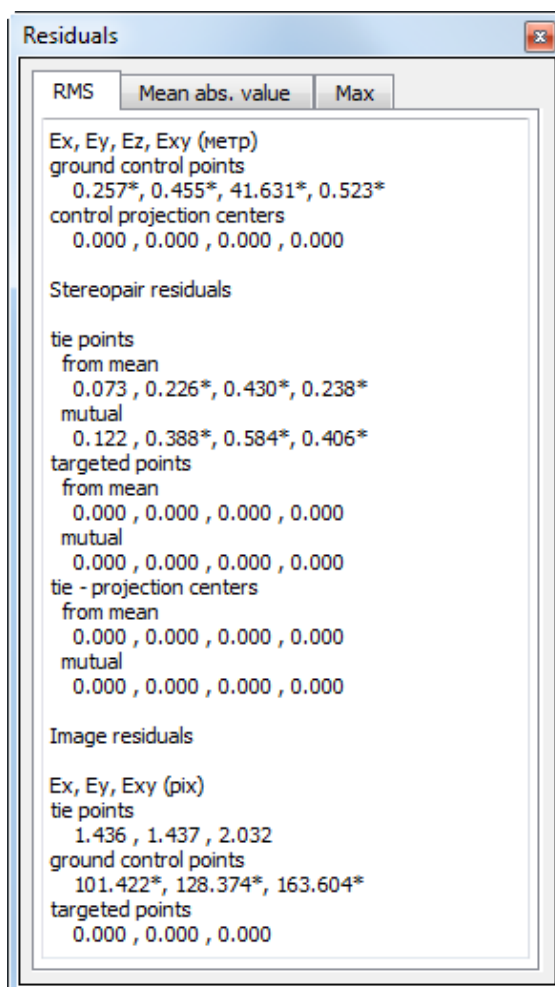 Residuals
RMS Mean abs. value Max
Ex, Ey, Ez, Exy (метр)
ground control points
0.257*, 0.455*, 41.631*, 0.523*
control projection centers
0.000 , 0.000 , 0.000 , 0.000
Stereopair residuals
tie points
from mean
0.073 , 0.226*, 0.430*, 0.238*
mutual
0.122 , 0.388*, 0.584*, 0.406*
targeted points
from mean
0.000 , 0.000 , 0.000 , 0.000
mutual
0.000 , 0.000 , 0.000 , 0.000
tie - projection centers
from mean
0.000 , 0.000 , 0.000 , 0.000
mutual
0.000 , 0.000 , 0.000 , 0.000
Image residuals
Ex, Ey, Exy (pix)
tie points
1.436 , 1.437 , 2.032
ground control points
101.422*, 128.374*, 163.604*
targeted points
0.000 , 0.000 , 0.000